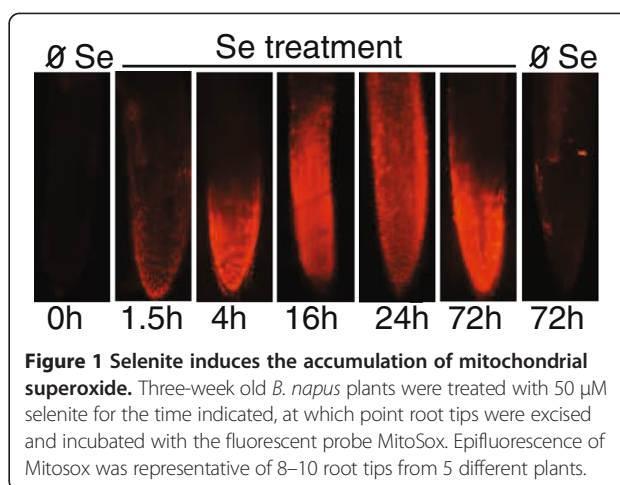 Ø Se Se treatment Ø Se
0h 1.5h 4h 16h 24h 72h 72h
Figure 1 Selenite induces the accumulation of mitochondrial
superoxide. Three-week old B. napus plants were treated with 50 μM
selenite for the time indicated, at which point root tips were excised
and incubated with the fluorescent probe MitoSox. Epifluorescence of
Mitosox was representative of 8–10 root tips from 5 different plants.